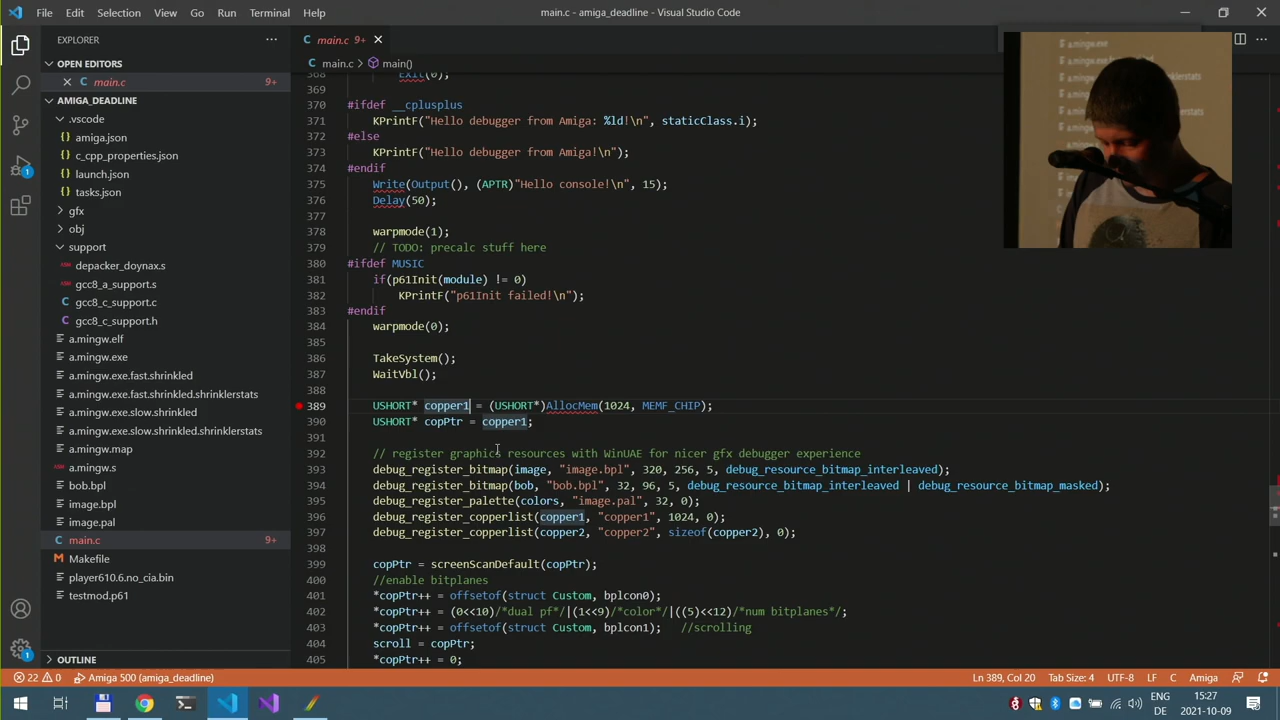 File Edit Selection View Go Run Terminal Help
main.c - amiga_deadline - Visual Studio Code
EXPLORER
OPEN EDITORS
main.c 9+
AMIGA_DEADLINE
.vscode
amiga.json
c_cpp_properties.json
launch.json
tasks.json
gfx
obj
support
depacker_doynax.s
gcc8_a_support.s
gcc8_c_support.c
gcc8_c_support.h
a.mingw.elf
a.mingw.exe
a.mingw.exe.fast.shrinkled
a.mingw.exe.fast.shrinkled.shrinklerstats
a.mingw.exe.slow.shrinkled
a.mingw.exe.slow.shrinkled.shrinklerstats
a.mingw.map
a.mingw.s
bob.bpl
image.bpl
image.pal
main.c 9+
Makefile
player610.6.no_cia.bin
testmod.p61
OUTLINE
1
1
main.c 9+
main.c > main()
368 Exit(0);
369
370 #ifdef __cplusplus
371 KPrintF("Hello debugger from Amiga: %ld!\n", staticClass.i);
372 #else
373 KPrintF("Hello debugger from Amiga!\n");
374 #endif
375 Write(Output(), (APTR)"Hello console!\n", 15);
376 Delay(50);
377
378 warpmode(1);
379 // TODO: precalc stuff here
380 #ifdef MUSIC
381 if(p61Init(module) != 0)
382 KPrintF("p61Init failed!\n");
383 #endif
384 warpmode(0);
385
386 TakeSystem();
387 WaitVbl();
388
389 USHORT* copper1 = (USHORT*)AllocMem(1024, MEMF_CHIP);
390 USHORT* copPtr = copper1;
391
392 // register graphics resources with WinUAE for nicer gfx debugger experience
393 debug_register_bitmap(image, "image.bpl", 320, 256, 5, debug_resource_bitmap_interleaved);
394 debug_register_bitmap(bob, "bob.bpl", 32, 96, 5, debug_resource_bitmap_interleaved | debug_resource_bitmap_masked);
395 debug_register_palette(colors, "image.pal", 32, 0);
396 debug_register_copperlist(copper1, "copper1", 1024, 0);
397 debug_register_copperlist(copper2, "copper2", sizeof(copper2), 0);
398
399 copPtr = screenScanDefault(copPtr);
400 //enable bitplanes
401 *copPtr++ = offsetof(struct Custom, bplcon0);
402 *copPtr++ = (0<<10)/*dual pf*/|(1<<9)/*color*/|((5)<<12)/*num bitplanes*/;
403 *copPtr++ = offsetof(struct Custom, bplcon1); //scrolling
404 scroll = copPtr;
405 *copPtr++ = 0;
22 0 Amiga 500 (amiga_deadline)
Ln 389, Col 20 Tab Size: 4 UTF-8 LF C Amiga
ENG
DE
15:27
2021-10-09